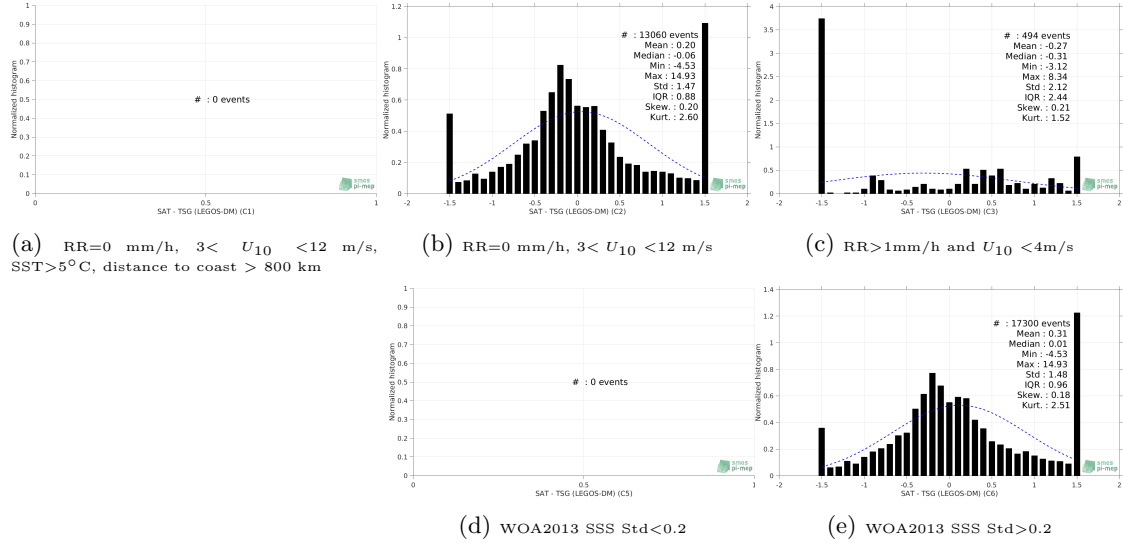 1
0.9
0.8
0.7
0.6
0.5
0.4
0.3
0.2
0.1
0
Normalized histogram
# : 0 events
0 0.5 1
SAT - TSG (LEGOS-DM) (C1)
smos
pi-mep
(a) RR=0 mm/h, 3< U10 <12 m/s,
SST>5°C, distance to coast > 800 km
1.2
1
0.8
0.6
0.4
0.2
0
Normalized histogram
# : 13060 events
Mean : 0.20
Median : -0.06
Min : -4.53
Max : 14.93
Std : 1.47
IQR : 0.88
Skew. : 0.20
Kurt. : 2.60
-2 -1.5 -1 -0.5 0 0.5 1 1.5 2
SAT - TSG (LEGOS-DM) (C2)
smos
pi-mep
(b) RR=0 mm/h, 3< U10 <12 m/s
4
3.5
3
2.5
2
1.5
1
0.5
0
Normalized histogram
# : 494 events
Mean : -0.27
Median : -0.31
Min : -3.12
Max : 8.34
Std : 2.12
IQR : 2.44
Skew. : 0.21
Kurt. : 1.52
-2 -1.5 -1 -0.5 0 0.5 1 1.5 2
SAT - TSG (LEGOS-DM) (C3)
smos
pi-mep
(c) RR>1mm/h and U10 <4m/s
1
0.9
0.8
0.7
0.6
0.5
0.4
0.3
0.2
0.1
0
Normalized histogram
# : 0 events
0 0.5 1
SAT - TSG (LEGOS-DM) (C5)
smos
pi-mep
(d) WOA2013 SSS Std<0.2
1.4
1.2
1
0.8
0.6
0.4
0.2
0
Normalized histogram
# : 17300 events
Mean : 0.31
Median : 0.01
Min : -4.53
Max : 14.93
Std : 1.48
IQR : 0.96
Skew. : 0.18
Kurt. : 2.51
-2 -1.5 -1 -0.5 0 0.5 1 1.5 2
SAT - TSG (LEGOS-DM) (C6)
smos
pi-mep
(e) WOA2013 SSS Std>0.2